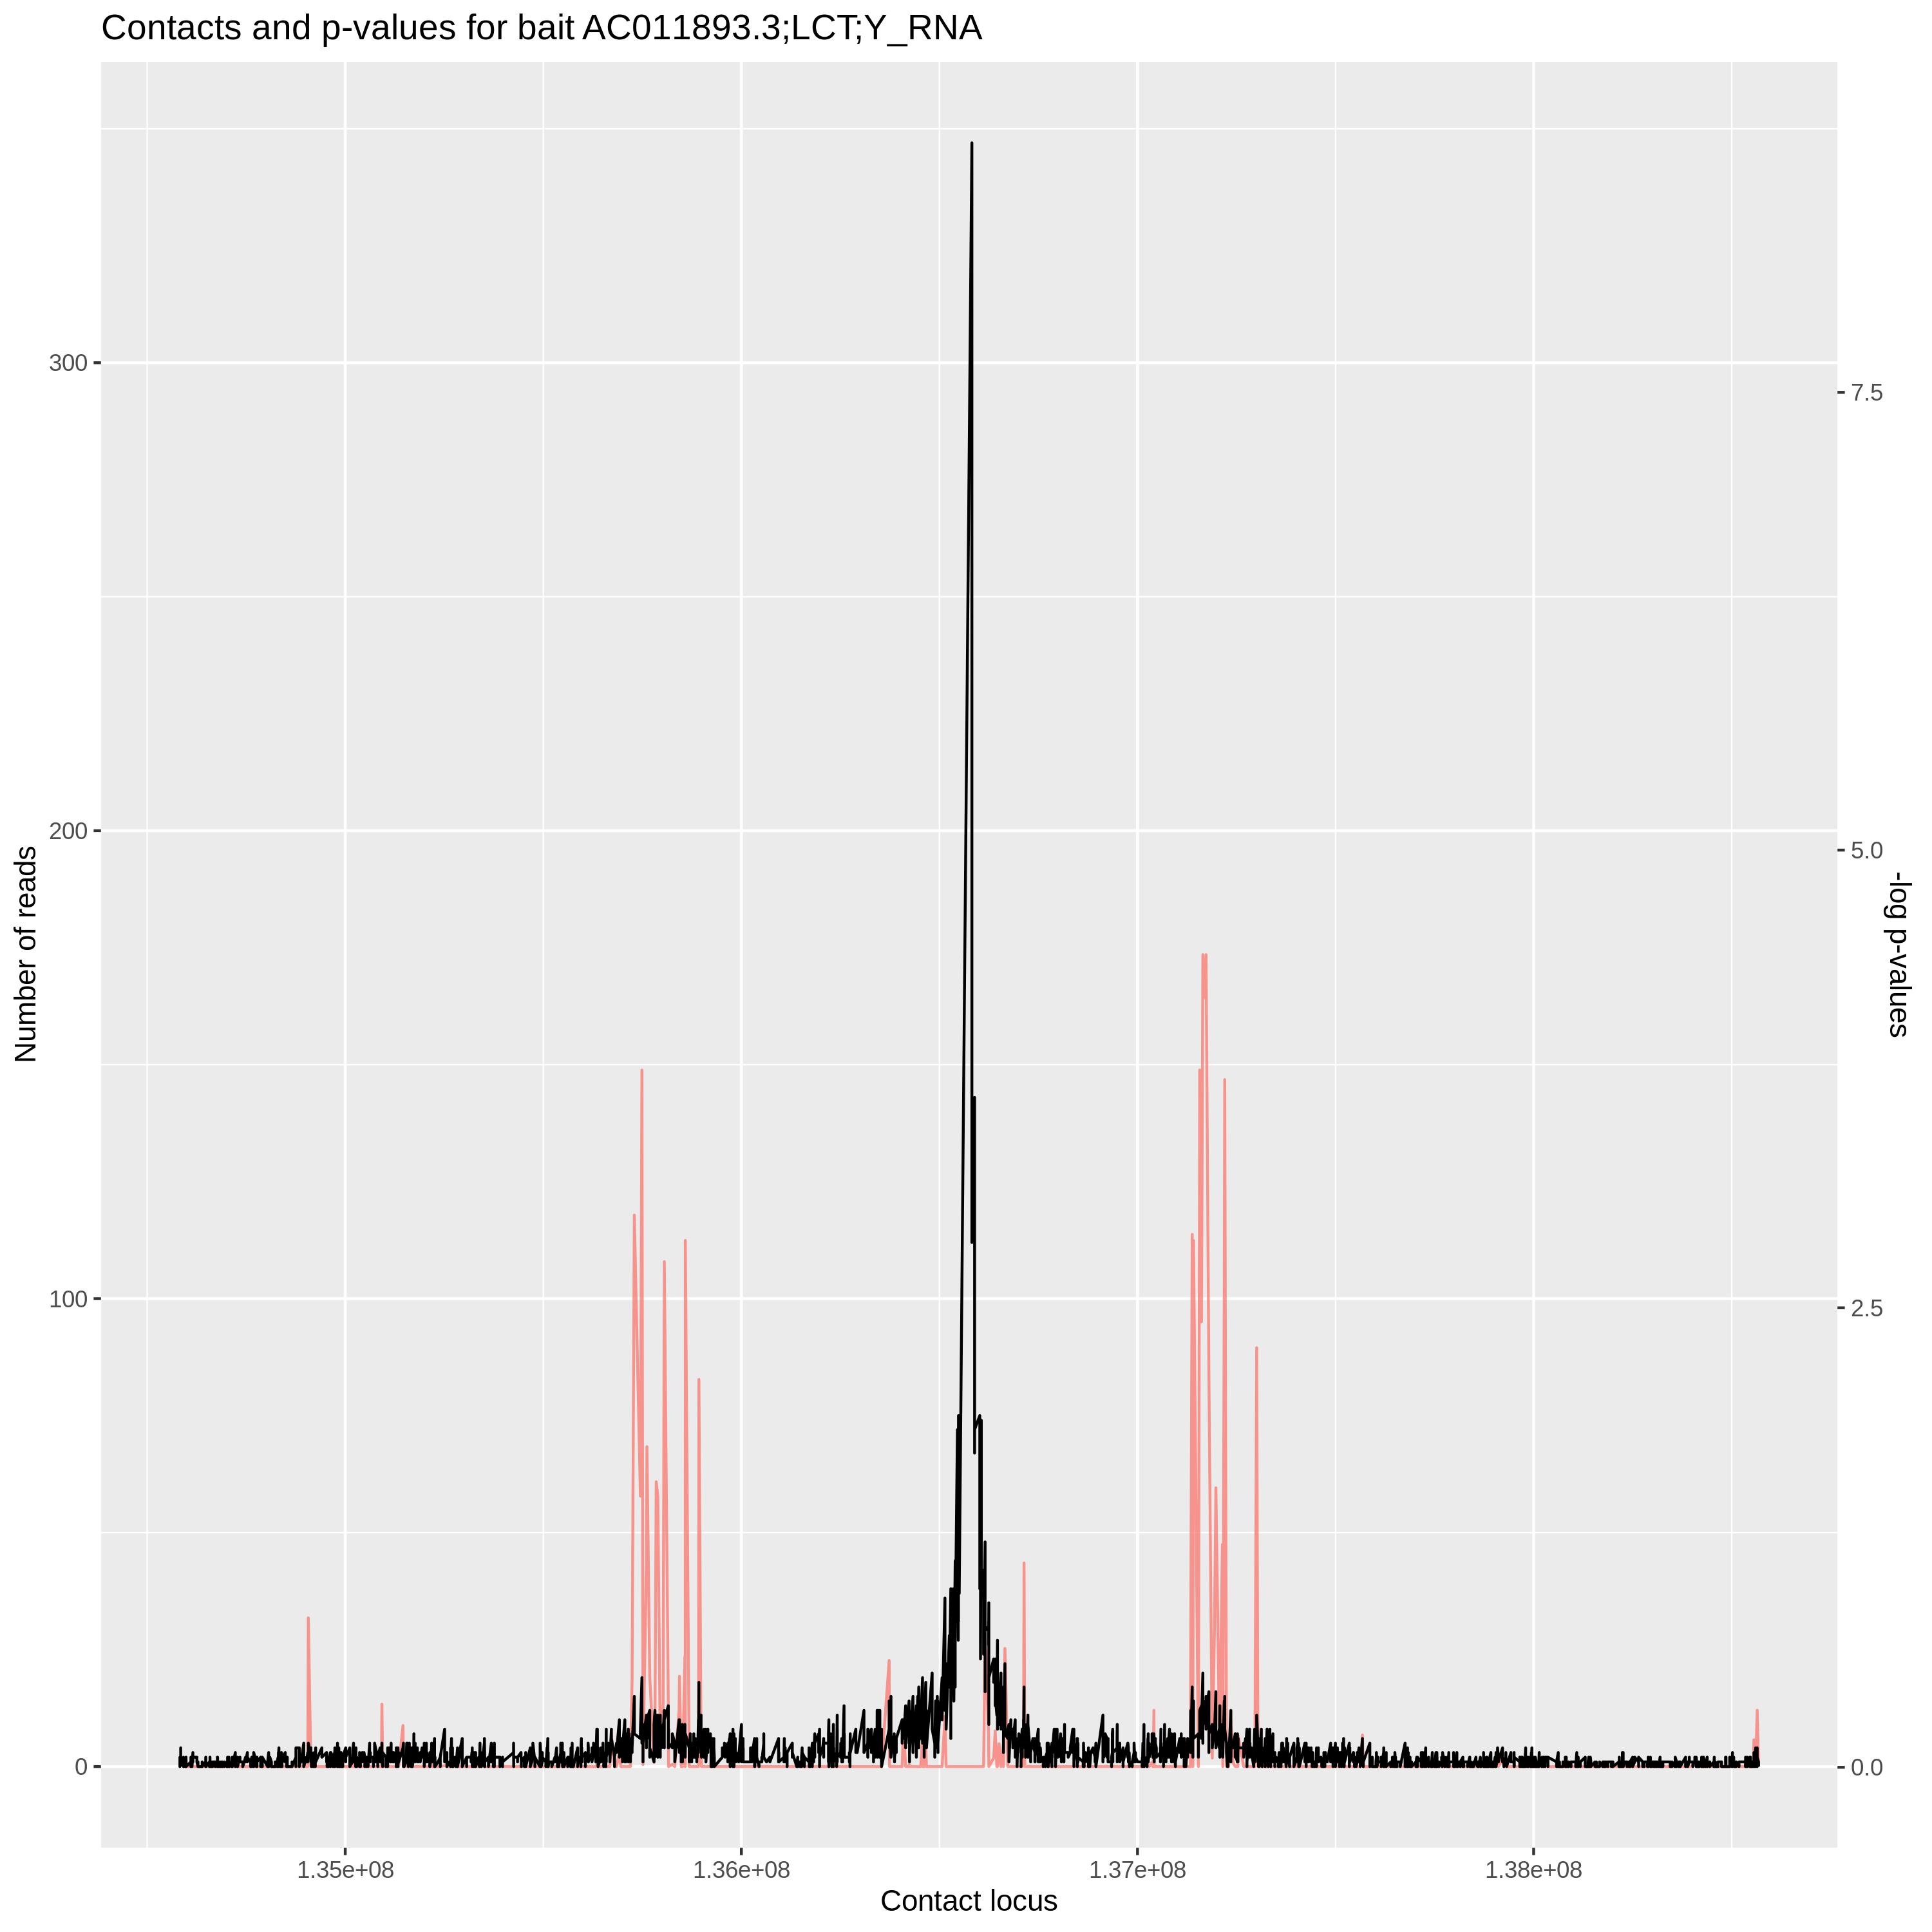 Contacts and p-values for bait AC011893.3;LCT;Y_RNA
300
200
100
0
Number of reads
7.5
5.0
2.5
0.0
-log p-values
1.35e+08
1.36e+08
1.37e+08
1.38e+08
Contact locus